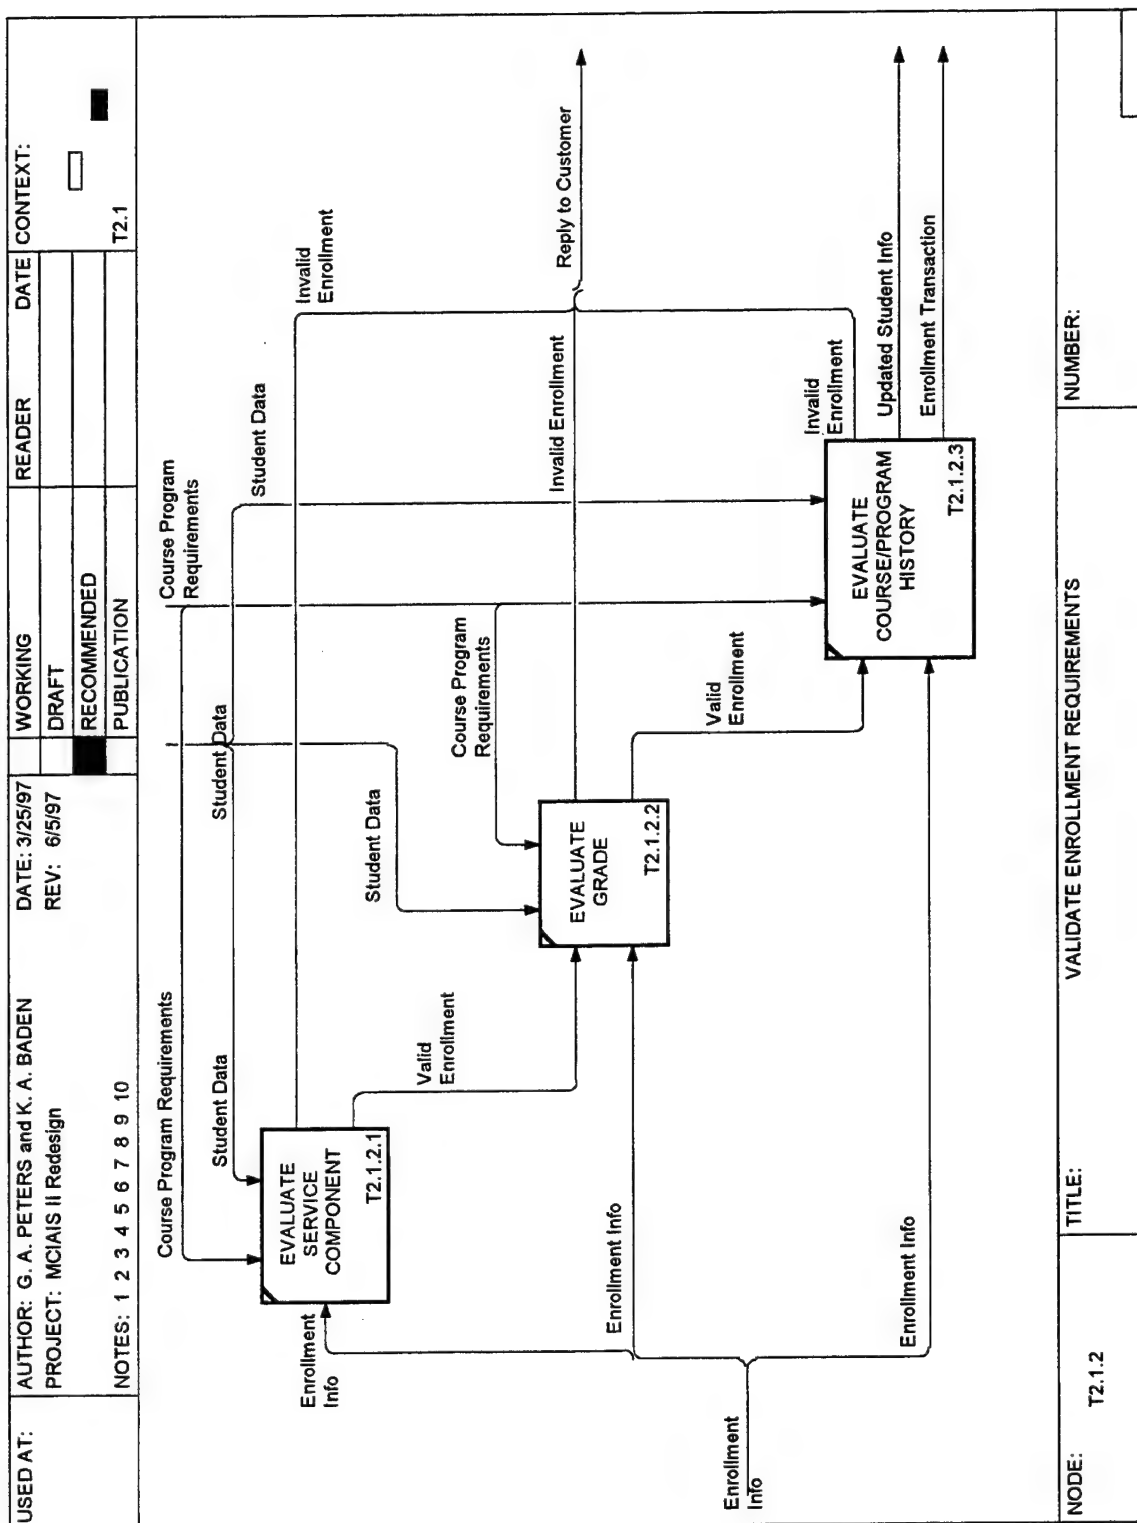 USED AT:
AUTHOR: G. A. PETERS and K. A. BADEN
DATE: 3/25/97
PROJECT: MCIAIS II Redesign
REV: 6/5/97
NOTES: 1 2 3 4 5 6 7 8 9 10
WORKING
DRAFT
RECOMMENDED
PUBLICATION
READER
DATE
CONTEXT:
T2.1
Course Program Requirements
Student Data
Student Data
Course Program
Requirements
Student Data
Invalid
Enrollment
Enrollment
Info
EVALUATE
SERVICE
COMPONENT
T2.1.2.1
Valid
Enrollment
Student Data
Course Program
Requirements
Invalid Enrollment
Reply to Customer
Enrollment Info
EVALUATE
GRADE
T2.1.2.2
Valid
Enrollment
Invalid
Enrollment
Enrollment
Info
Enrollment Info
EVALUATE
COURSE/PROGRAM
HISTORY
T2.1.2.3
Updated Student Info
Enrollment Transaction
NODE:
T2.1.2
TITLE:
VALIDATE ENROLLMENT REQUIREMENTS
NUMBER: